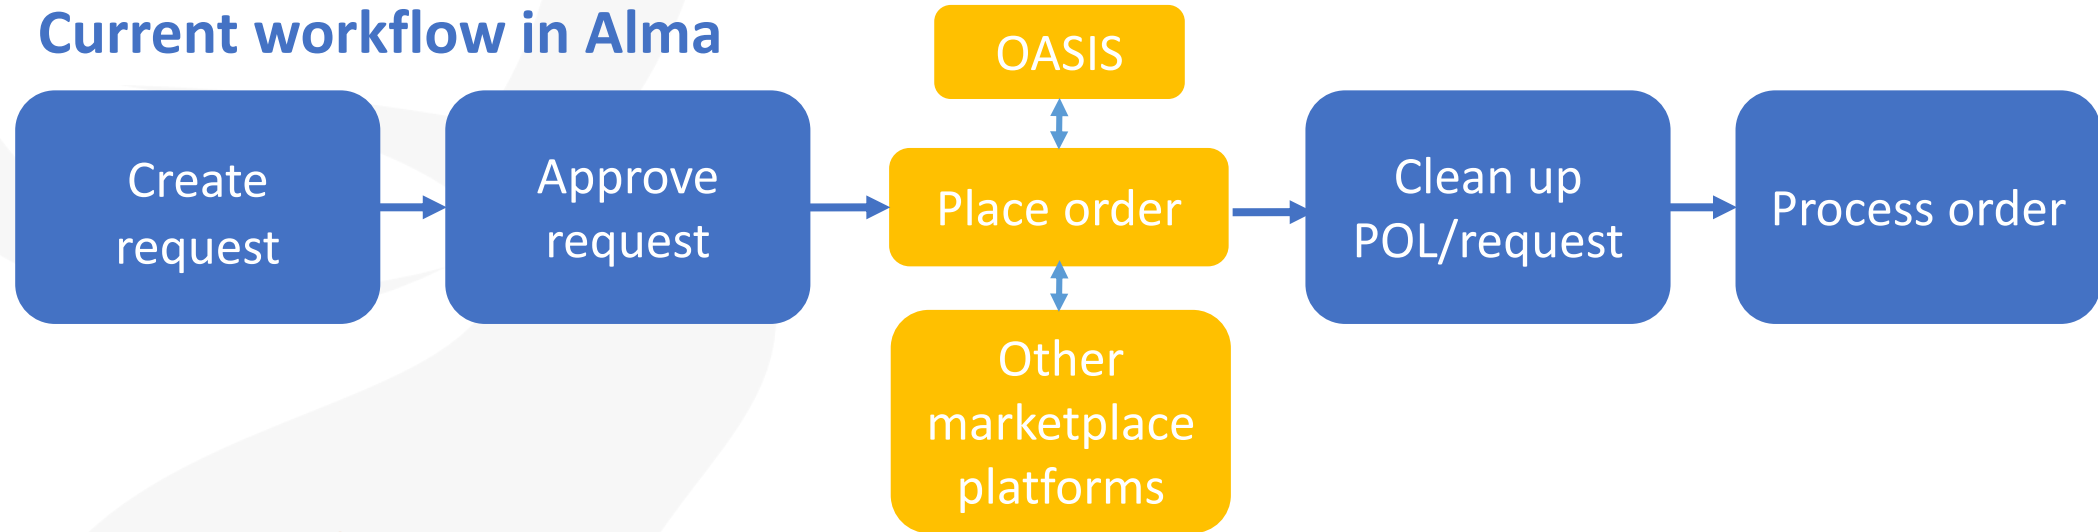 Current workflow in Alma
Create
request
Approve
request
OASIS
Place order
Other
marketplace
platforms
Clean up
POL/request
Process order